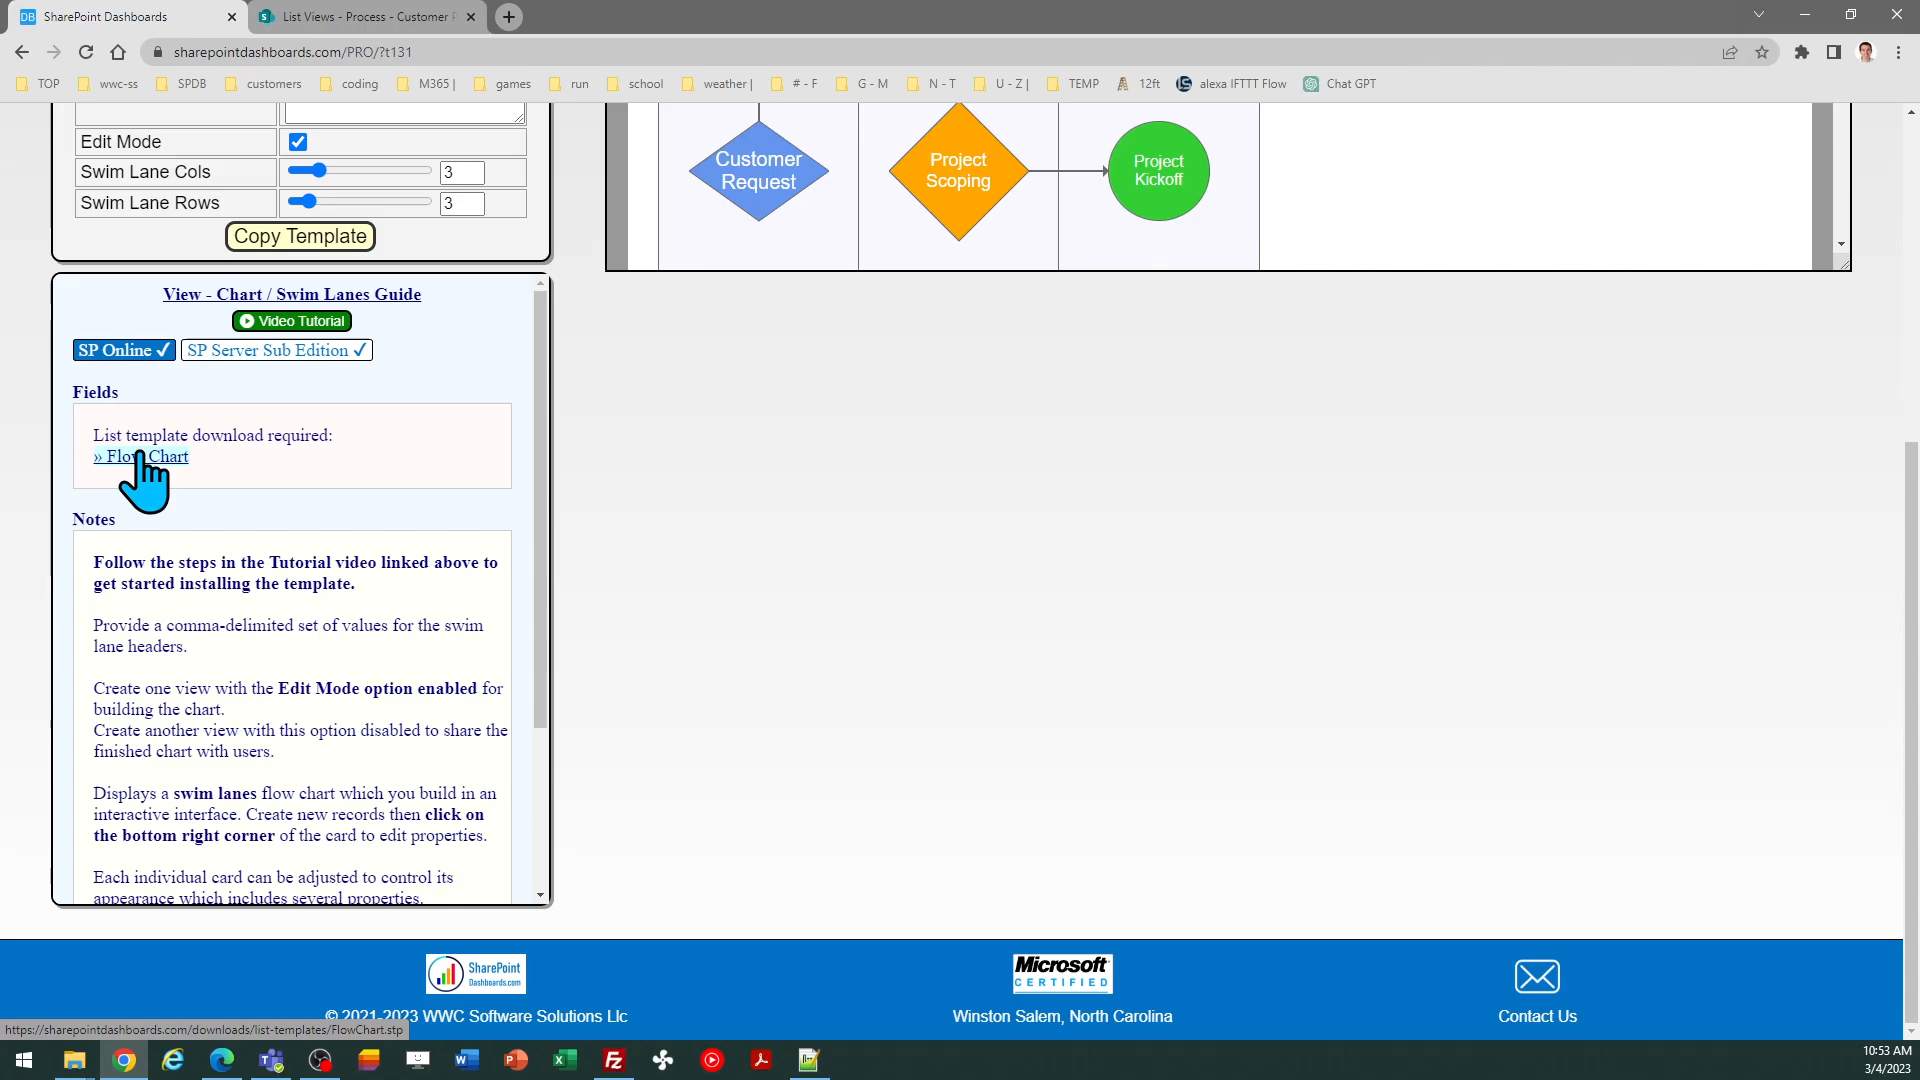 SharePoint Dashboards
List Views - Process - Customer P
sharepointdashboards.com/PRO/?t131
TOP
wwc-ss
SPDB
customers
coding
M365 |
games
run
school
weather |
# - F
G - M
N - T
U - Z |
TEMP
12ft
alexa IFTTT Flow
Chat GPT
Edit Mode
Swim Lane Cols
3
Swim Lane Rows
3
Copy Template
Customer
Request
Project
Scoping
Project
Kickoff
View - Chart / Swim Lanes Guide
Video Tutorial
SP Online ✓ SP Server Sub Edition ✓
Fields
List template download required:
» Flow Chart
Notes
Follow the steps in the Tutorial video linked above to
get started installing the template.
Provide a comma-delimited set of values for the swim
lane headers.
Create one view with the Edit Mode option enabled for
building the chart.
Create another view with this option disabled to share the
finished chart with users.
Displays a swim lanes flow chart which you build in an
interactive interface. Create new records then click on
the bottom right corner of the card to edit properties.
Each individual card can be adjusted to control its
appearance which includes several properties.
SharePoint
Dashboards.com
© 2021-2023 WWC Software Solutions Llc
Microsoft
CERTIFIED
Winston Salem, North Carolina
Contact Us
https://sharepointdashboards.com/downloads/list-templates/FlowChart.stp
10:53 AM
3/4/2023